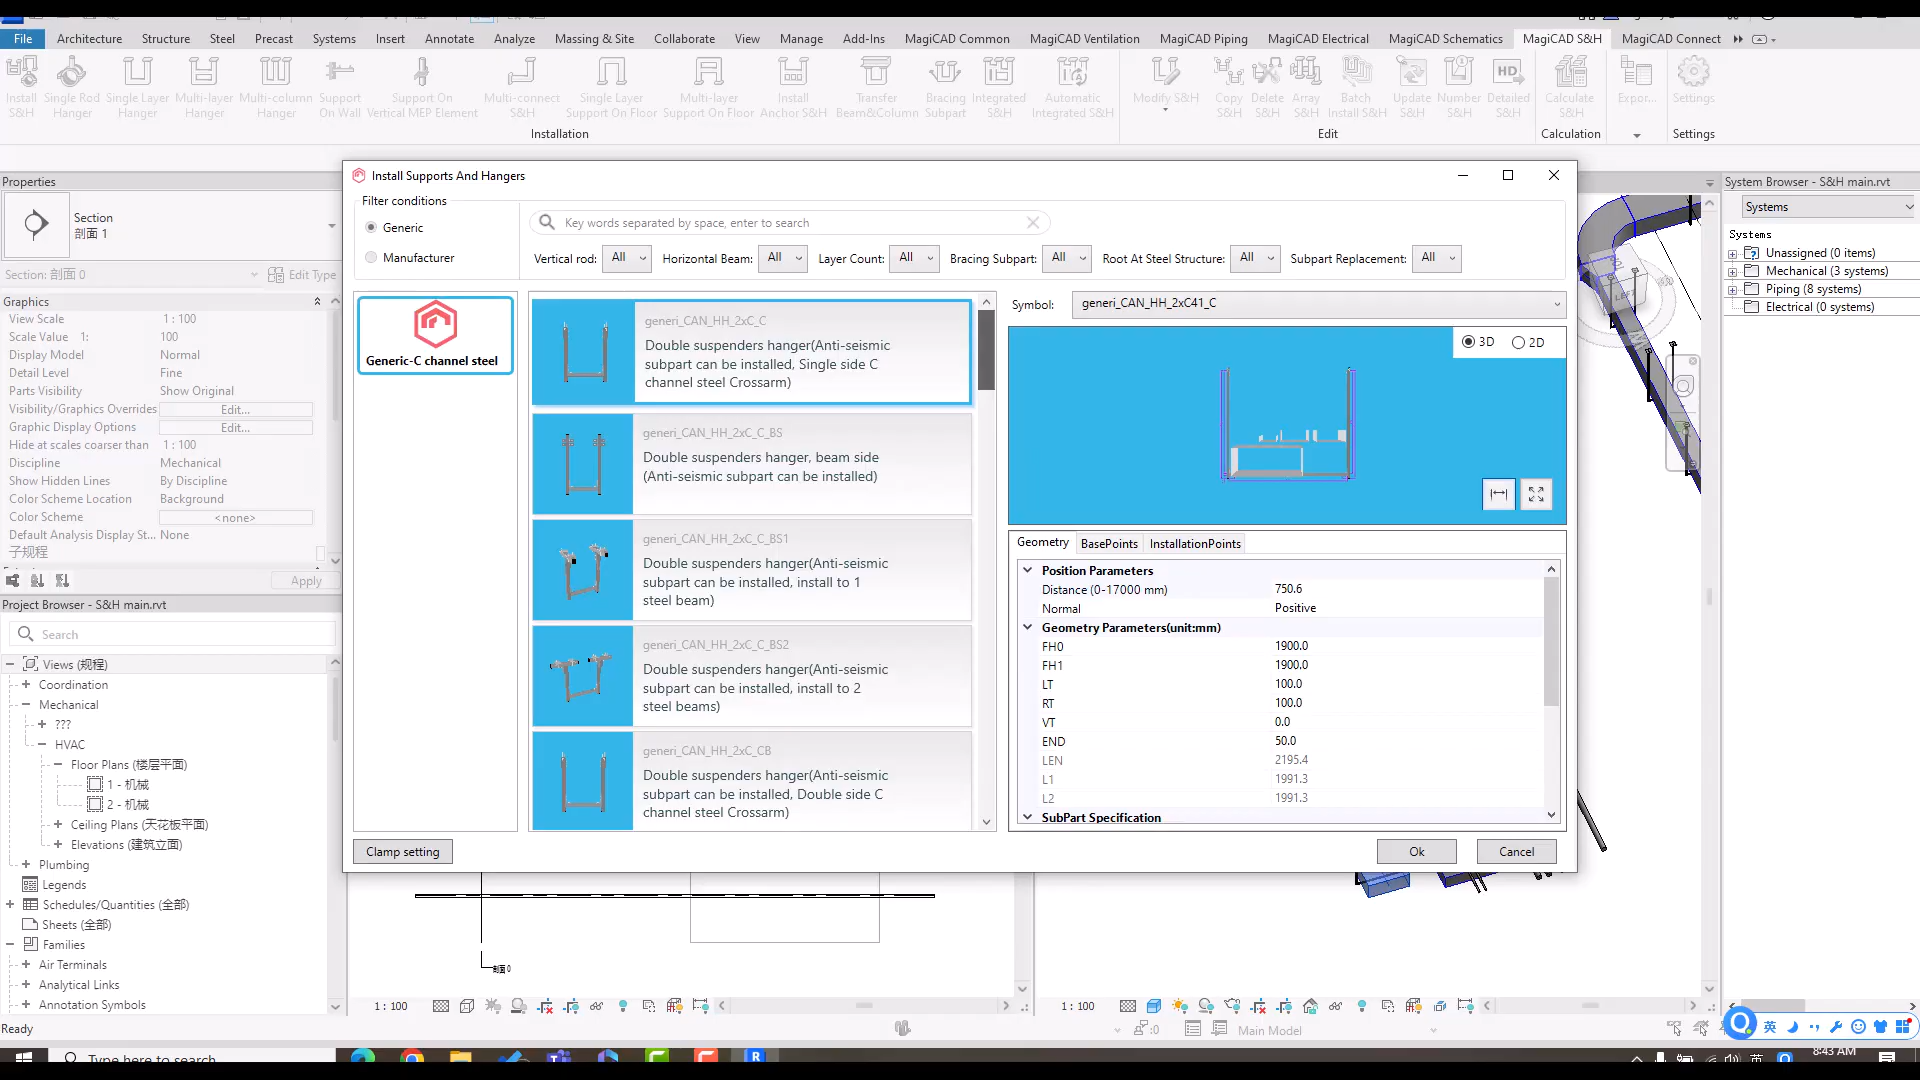 File Architecture Structure Steel Precast Systems Insert Annotate Analyze Massing & Site Collaborate View Manage Add-Ins MagiCAD Common MagiCAD Ventilation MagiCAD Piping MagiCAD Electrical MagiCAD Schematics MagiCAD S&H MagiCAD Connect
Install S&H
Single Rod Hanger
Single Layer Hanger
Multi-layer Hanger
Multi-column Hanger
Support On Wall
Support On Vertical MEP Element
Multi-connect S&H
Single Layer Support On Floor
Multi-layer Support On Floor
Install Anchor S&H
Transfer Beam&Column
Bracing Subpart
Integrated S&H
Automatic Integrated S&H
Modify S&H
Copy S&H
Delete S&H
Array S&H
Batch Install S&H
Update S&H
Number S&H
HD
Detailed S&H
Calculate S&H
Expor...
Settings
Installation
Edit
Calculation
Settings
Properties
Section
剖面 1
Section: 剖面 0
Edit Type
Graphics
View Scale 1 : 100
Scale Value 1: 100
Display Model Normal
Detail Level Fine
Parts Visibility Show Original
Visibility/Graphics Overrides Edit...
Graphic Display Options Edit...
Hide at scales coarser than 1 : 100
Discipline Mechanical
Show Hidden Lines By Discipline
Color Scheme Location Background
Color Scheme <none>
Default Analysis Display St... None
子规程
Apply
Project Browser - S&H main.rvt
Search
Views (规程)
Coordination
Mechanical
???
HVAC
Floor Plans (楼层平面)
1 - 机械
2 - 机械
Ceiling Plans (天花板平面)
Elevations (建筑立面)
Plumbing
Legends
Schedules/Quantities (全部)
Sheets (全部)
Families
Air Terminals
Analytical Links
Annotation Symbols
Ready
Install Supports And Hangers
Filter conditions
Generic
Manufacturer
Key words separated by space, enter to search
Vertical rod: All Horizontal Beam: All Layer Count: All Bracing Subpart: All Root At Steel Structure: All Subpart Replacement: All
Generic-C channel steel
generi_CAN_HH_2xC_C
Double suspenders hanger(Anti-seismic
subpart can be installed, Single side C
channel steel Crossarm)
generi_CAN_HH_2xC_C_BS
Double suspenders hanger, beam side
(Anti-seismic subpart can be installed)
generi_CAN_HH_2xC_C_BS1
Double suspenders hanger(Anti-seismic
subpart can be installed, install to 1
steel beam)
generi_CAN_HH_2xC_C_BS2
Double suspenders hanger(Anti-seismic
subpart can be installed, install to 2
steel beams)
generi_CAN_HH_2xC_CB
Double suspenders hanger(Anti-seismic
subpart can be installed, Double side C
channel steel Crossarm)
Symbol: generi_CAN_HH_2xC41_C
3D 2D
Geometry BasePoints InstallationPoints
Position Parameters
Distance (0-17000 mm) 750.6
Normal Positive
Geometry Parameters(unit:mm)
FH0 1900.0
FH1 1900.0
LT 100.0
RT 100.0
VT 0.0
END 50.0
LEN 2195.4
L1 1991.3
L2 1991.3
SubPart Specification
Clamp setting
Ok
Cancel
剖面 0
1 : 100
1 : 100
:0
Main Model
System Browser - S&H main.rvt
Systems
Systems
Unassigned (0 items)
Mechanical (3 systems)
Piping (8 systems)
Electrical (0 systems)
LEFT
英
Type here to search
英
8:43 AM